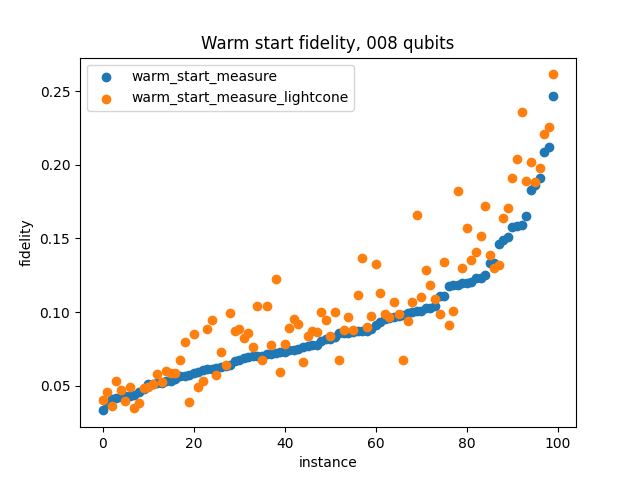 Warm start fidelity, 008 qubits
warm_start_measure
warm_start_measure_lightcone
fidelity
0.25
0.20
0.15
0.10
0.05
0 20 40 60 80 100
instance